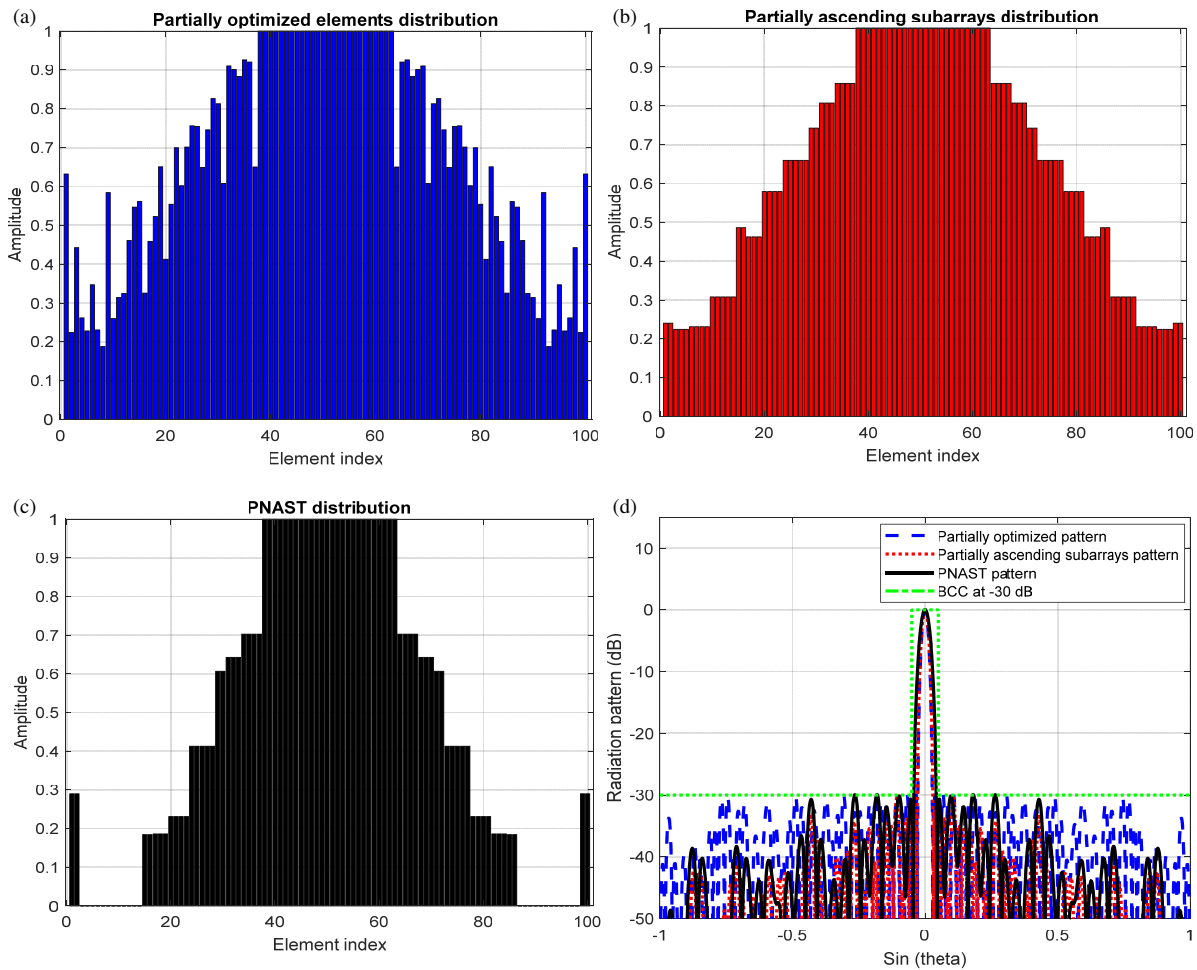 (a)
Partially optimized elements distribution
1
0.9
0.8
0.7
0.6
0.5
0.4
0.3
0.2
0.1
0
Amplitude
0 20 40 60 80 100
Element index
(b)
Partially ascending subarrays distribution
1
0.9
0.8
0.7
0.6
0.5
0.4
0.3
0.2
0.1
0
Amplitude
0 20 40 60 80 100
Element index
(c)
PNAST distribution
1
0.9
0.8
0.7
0.6
0.5
0.4
0.3
0.2
0.1
0
Amplitude
0 20 40 60 80 100
Element index
(d)
Partially optimized pattern
Partially ascending subarrays pattern
PNAST pattern
BCC at -30 dB
10
0
-10
-20
-30
-40
-50
Radiation pattern (dB)
-1 -0.5 0 0.5 1
Sin (theta)